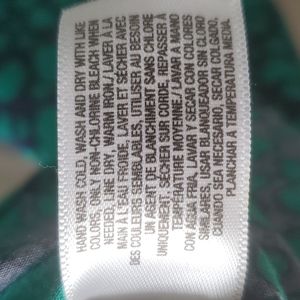 HAND WASH COLD, WASH AND DRY WITH LIKE
COLORS, ONLY NON-CHLORINE BLEACH WHEN
NEEDED, LINE DRY, WARM IRON./ LAVER À LA
MAIN À L'EAU FROIDE, LAVER ET SÉCHER AVEC
DES COULEURS SEMBLABLES, UTILISER AU BESOIN
UN AGENT DE BLANCHIMENT SANS CHLORE
UNIQUEMENT, SÉCHER SUR CORDE, REPASSER À
TEMPÉRATURE MOYENNE./ LAVAR A MANO
CON AGUA FRIA, LAVAR Y SECAR CON COLORES
SIMILARES, USAR BLANQUEADOR SIN CLORO
CUANDO SEA NECESARIO, SECAR COLGADO,
PLANCHAR A TEMPERATURA MEDIA.